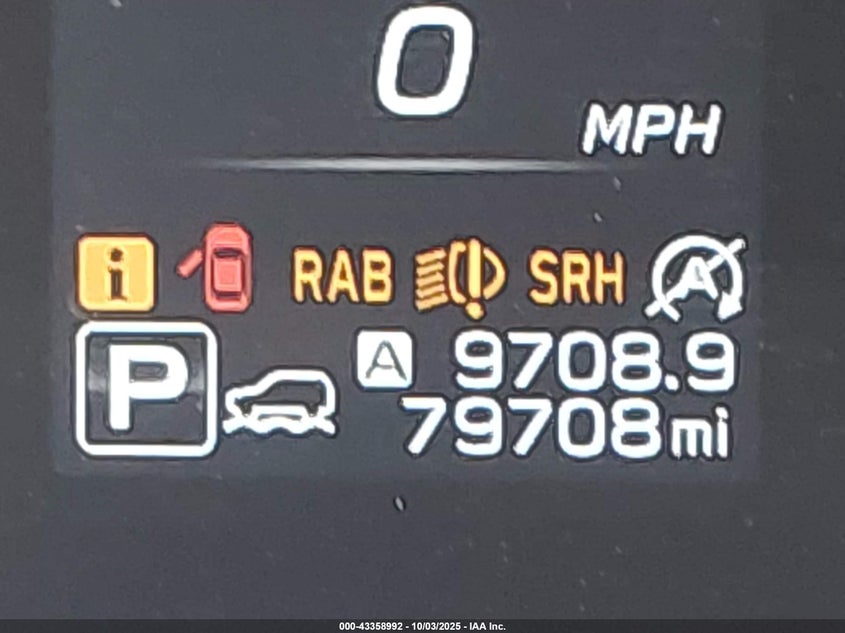 0
MPH
i RAB SRH A
P A 9708.9
79708mi
000-43358992 - 10/03/2025 - IAA Inc.